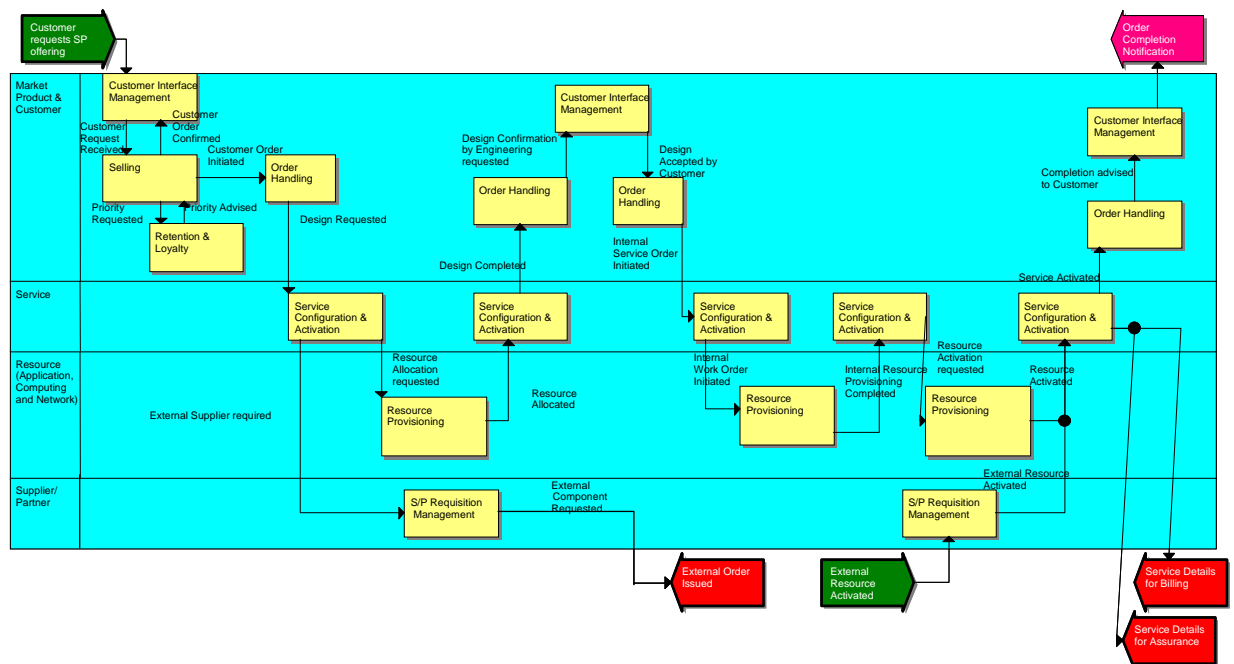 Customer
requests SP
offering
Order
Completion
Notification
Market
Product &
Customer
Customer Interface
Management
Customer
Order
Confirmed
Customer
Request
Received
Selling
Customer Order
Initiated
Order
Handling
Priority
Requested
Priority Advised
Retention &
Loyalty
Design Requested
Customer Interface
Management
Design Confirmation
by Engineering
requested
Design
Accepted by
Customer
Order Handling
Order
Handling
Design Completed
Internal
Service Order
Initiated
Customer Interface
Management
Completion advised
to Customer
Order Handling
Service Activated
Service
Service
Configuration &
Activation
Service
Configuration &
Activation
Service
Configuration &
Activation
Service
Configuration &
Activation
Service
Configuration &
Activation
Resource
(Application,
Computing
and Network)
External Supplier required
Resource
Allocation
requested
Resource
Provisioning
Resource
Allocated
Internal
Work Order
Initiated
Resource
Provisioning
Internal Resource
Provisioning
Completed
Resource
Activation
requested
Resource
Provisioning
Resource
Activated
Supplier/
Partner
S/P Requisition
Management
External
Component
Requested
External Resource
Activated
S/P Requisition
Management
External Order
Issued
External
Resource
Activated
Service Details
for Billing
Service Details
for Assurance